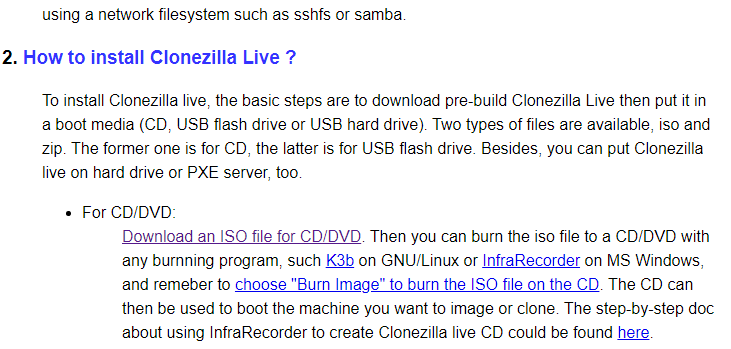 using a network filesystem such as sshfs or samba.
2. How to install Clonezilla Live ?
To install Clonezilla live, the basic steps are to download pre-build Clonezilla Live then put it in
a boot media (CD, USB flash drive or USB hard drive). Two types of files are available, iso and
zip. The former one is for CD, the latter is for USB flash drive. Besides, you can put Clonezilla
live on hard drive or PXE server, too.
• For CD/DVD:
Download an ISO file for CD/DVD. Then you can burn the iso file to a CD/DVD with
any burnning program, such K3b on GNU/Linux or InfraRecorder on MS Windows,
and remeber to choose "Burn Image" to burn the ISO file on the CD. The CD can
then be used to boot the machine you want to image or clone. The step-by-step doc
about using InfraRecorder to create Clonezilla live CD could be found here.